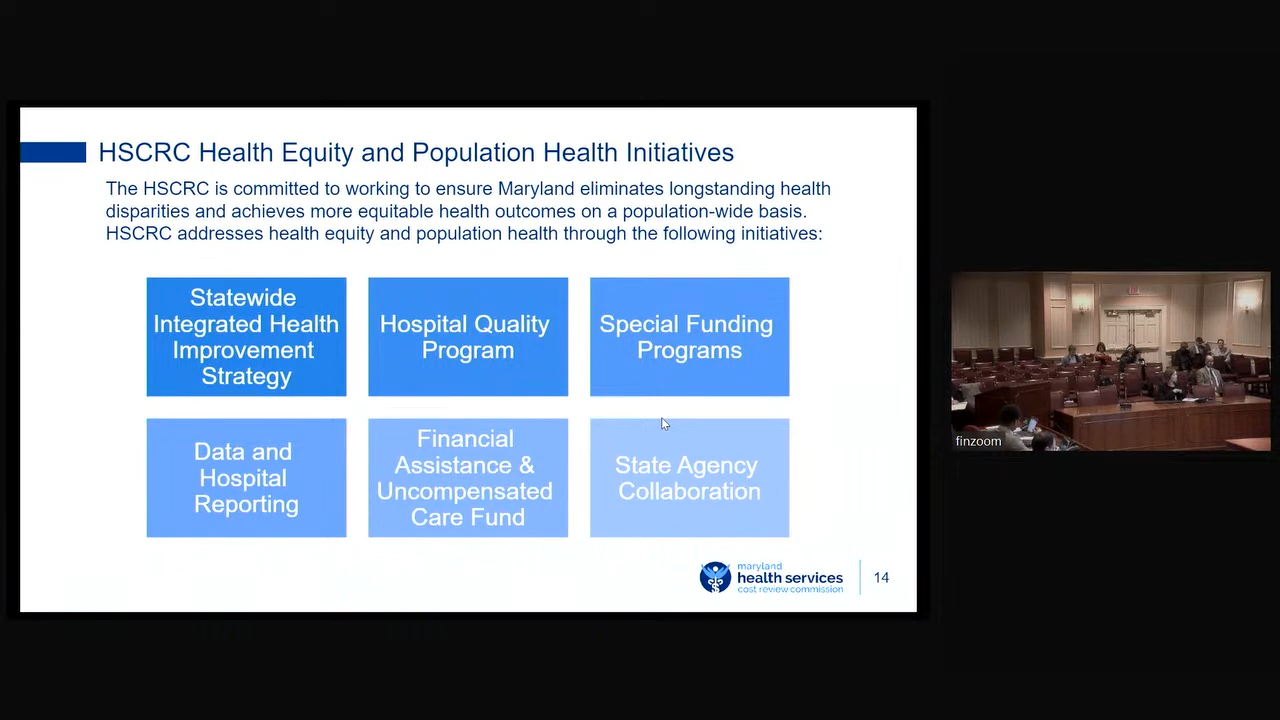 HSCRC Health Equity and Population Health Initiatives
The HSCRC is committed to working to ensure Maryland eliminates longstanding health
disparities and achieves more equitable health outcomes on a population-wide basis.
HSCRC addresses health equity and population health through the following initiatives:
Statewide
Integrated Health
Improvement
Strategy
Hospital Quality
Program
Special Funding
Programs
Data and
Hospital
Reporting
Financial
Assistance &
Uncompensated
Care Fund
State Agency
Collaboration
maryland
health services
cost review commission
14
finzoom